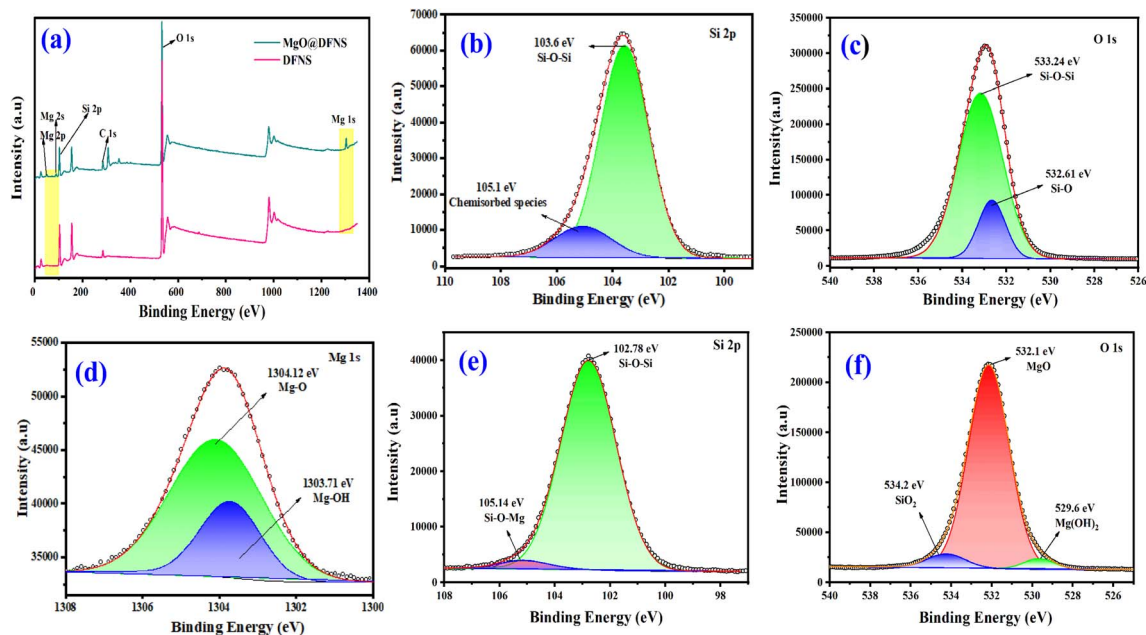 (a)
O 1s
MgO@DFNS
DFNS
Mg 2s
Mg 2p
Si 2p
C 1s
Mg 1s
Intensity (a.u)
0 200 400 600 800 1000 1200 1400
Binding Energy (eV)
(b)
Si 2p
103.6 eV
Si-O-Si
105.1 eV
Chemisorbed species
Intensity (a.u)
70000
60000
50000
40000
30000
20000
10000
0
110 108 106 104 102 100
Binding Energy (eV)
(c)
O 1s
533.24 eV
Si-O-Si
532.61 eV
Si-O
Intensity (a.u)
350000
300000
250000
200000
150000
100000
50000
0
540 538 536 534 532 530 528 526
Binding Energy (eV)
(d)
Mg 1s
1304.12 eV
Mg-O
1303.71 eV
Mg-OH
Intensity (a.u)
55000
50000
45000
40000
35000
1308 1306 1304 1302 1300
Binding Energy (eV)
(e)
Si 2p
102.78 eV
Si-O-Si
105.14 eV
Si-O-Mg
Intensity (a.u)
40000
30000
20000
10000
0
108 106 104 102 100 98
Binding Energy (eV)
(f)
O 1s
532.1 eV
MgO
534.2 eV
SiO2
529.6 eV
Mg(OH)2
Intensity (a.u)
250000
200000
150000
100000
50000
0
540 538 536 534 532 530 528 526
Binding Energy (eV)